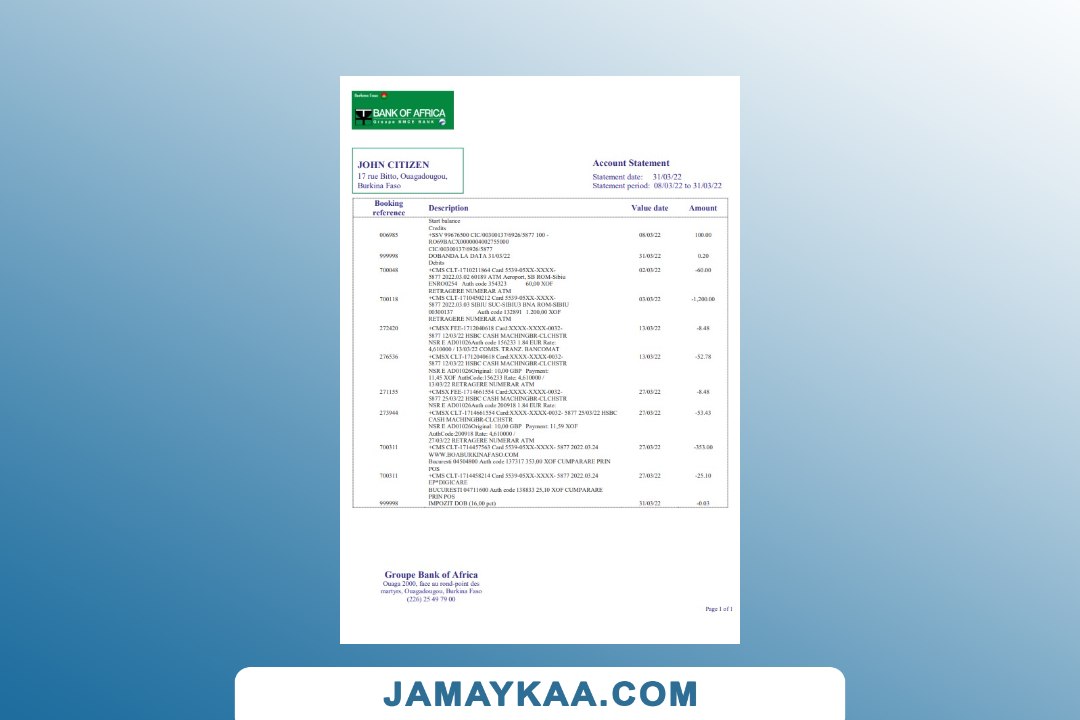 Burkina Faso
BANK OF AFRICA
Groupe BMCE BANK
JOHN CITIZEN
17 rue Bitto, Ouagadougou,
Burkina Faso
Account Statement
Statement date: 31/03/22
Statement period: 08/03/22 to 31/03/22
Booking reference Description Value date Amount
Start balance
Credits
006985 +SSV 99676500 CIC/00300137/6926/5877 100 - 08/03/22 100.00
RO69BACX0000004002755000
CIC/00300137/6926/5877
999998 DOBANDA LA DATA 31/03/22 31/03/22 0.20
Debits
700048 +CMS CLT-1710211864 Card 5539-05XX-XXXX- 02/03/22 -60.00
5877 2022.03.02 60189 ATM Aeroport, SB ROM-Sibiu
ENRO0254 Auth code 354323 60,00 XOF
RETRAGERE NUMERAR ATM
700118 +CMS CLT-1710450212 Card 5539-05XX-XXXX- 03/03/22 -1,200.00
5877 2022.03.03 SIBIU SUC-SIBIU3 BNA ROM-SIBIU
00300137 Auth code 132891 1.200,00 XOF
RETRAGERE NUMERAR ATM
272420 +CMSX FEE-1712040618 Card:XXXX-XXXX-0032- 13/03/22 -8.48
5877 12/03/22 HSBC CASH MACHINGBR-CLCHSTR
NSR E AD01026Auth code 156233 1.84 EUR Rate:
4,610000 / 13/03/22 COMIS. TRANZ. BANCOMAT
276536 +CMSX CLT-1712040618 Card:XXXX-XXXX-0032- 13/03/22 -52.78
5877 12/03/22 HSBC CASH MACHINGBR-CLCHSTR
NSR E AD01026Original: 10,00 GBP Payment:
11,45 XOF AuthCode:156233 Rate: 4,610000 /
13/03/22 RETRAGERE NUMERAR ATM
271155 +CMSX FEE-1714661554 Card:XXXX-XXXX-0032- 27/03/22 -8.48
5877 25/03/22 HSBC CASH MACHINGBR-CLCHSTR
NSR E AD01026Auth code 200918 1.84 EUR Rate:
273944 +CMSX CLT-1714661554 Card:XXXX-XXXX-0032- 5877 25/03/22 HSBC 27/03/22 -53.43
CASH MACHINGBR-CLCHSTR
NSR E AD01026Original: 10,00 GBP Payment: 11,59 XOF
AuthCode:200918 Rate: 4,610000 /
27/03/22 RETRAGERE NUMERAR ATM
700311 +CMS CLT-1714457563 Card 5539-05XX-XXXX- 5877 2022.03.24 27/03/22 -353.00
WWW.BOABURKINAFASO.COM
Bucuresti 04504800 Auth code 137317 353,00 XOF CUMPARARE PRIN
POS
700311 +CMS CLT-1714458214 Card 5539-05XX-XXXX- 5877 2022.03.24 27/03/22 -25.10
EP*DIGICARE
BUCURESTI 04711600 Auth code 138833 25,10 XOF CUMPARARE
PRIN POS
999998 IMPOZIT DOB (16,00 pct) 31/03/22 -0.03
Groupe Bank of Africa
Ouaga 2000, face au rond-point des
martyrs, Ouagadougou, Burkina Faso
(226) 25 49 79 00
Page 1 of 1
JAMAYKAA.COM